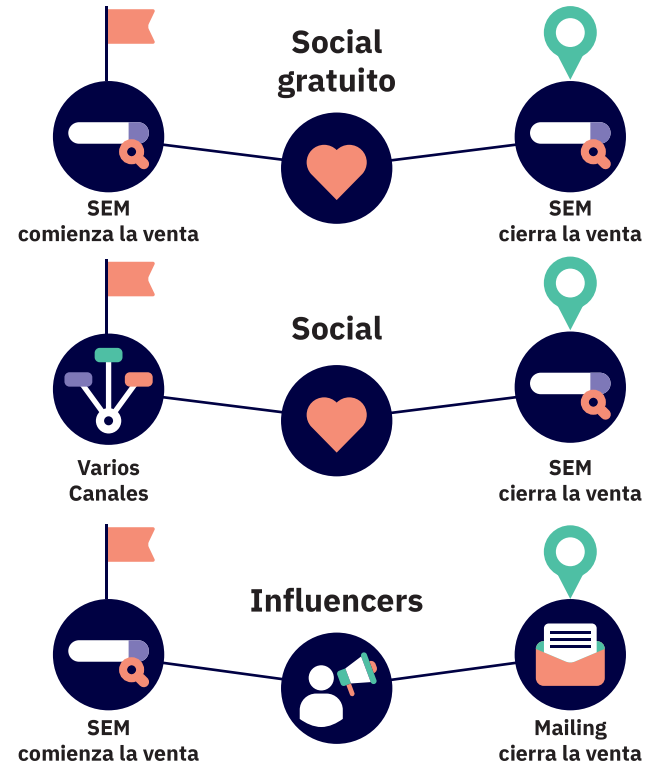 Social
gratuito
SEM
comienza la venta
SEM
cierra la venta
Social
Varios
Canales
SEM
cierra la venta
Influencers
SEM
comienza la venta
Mailing
cierra la venta